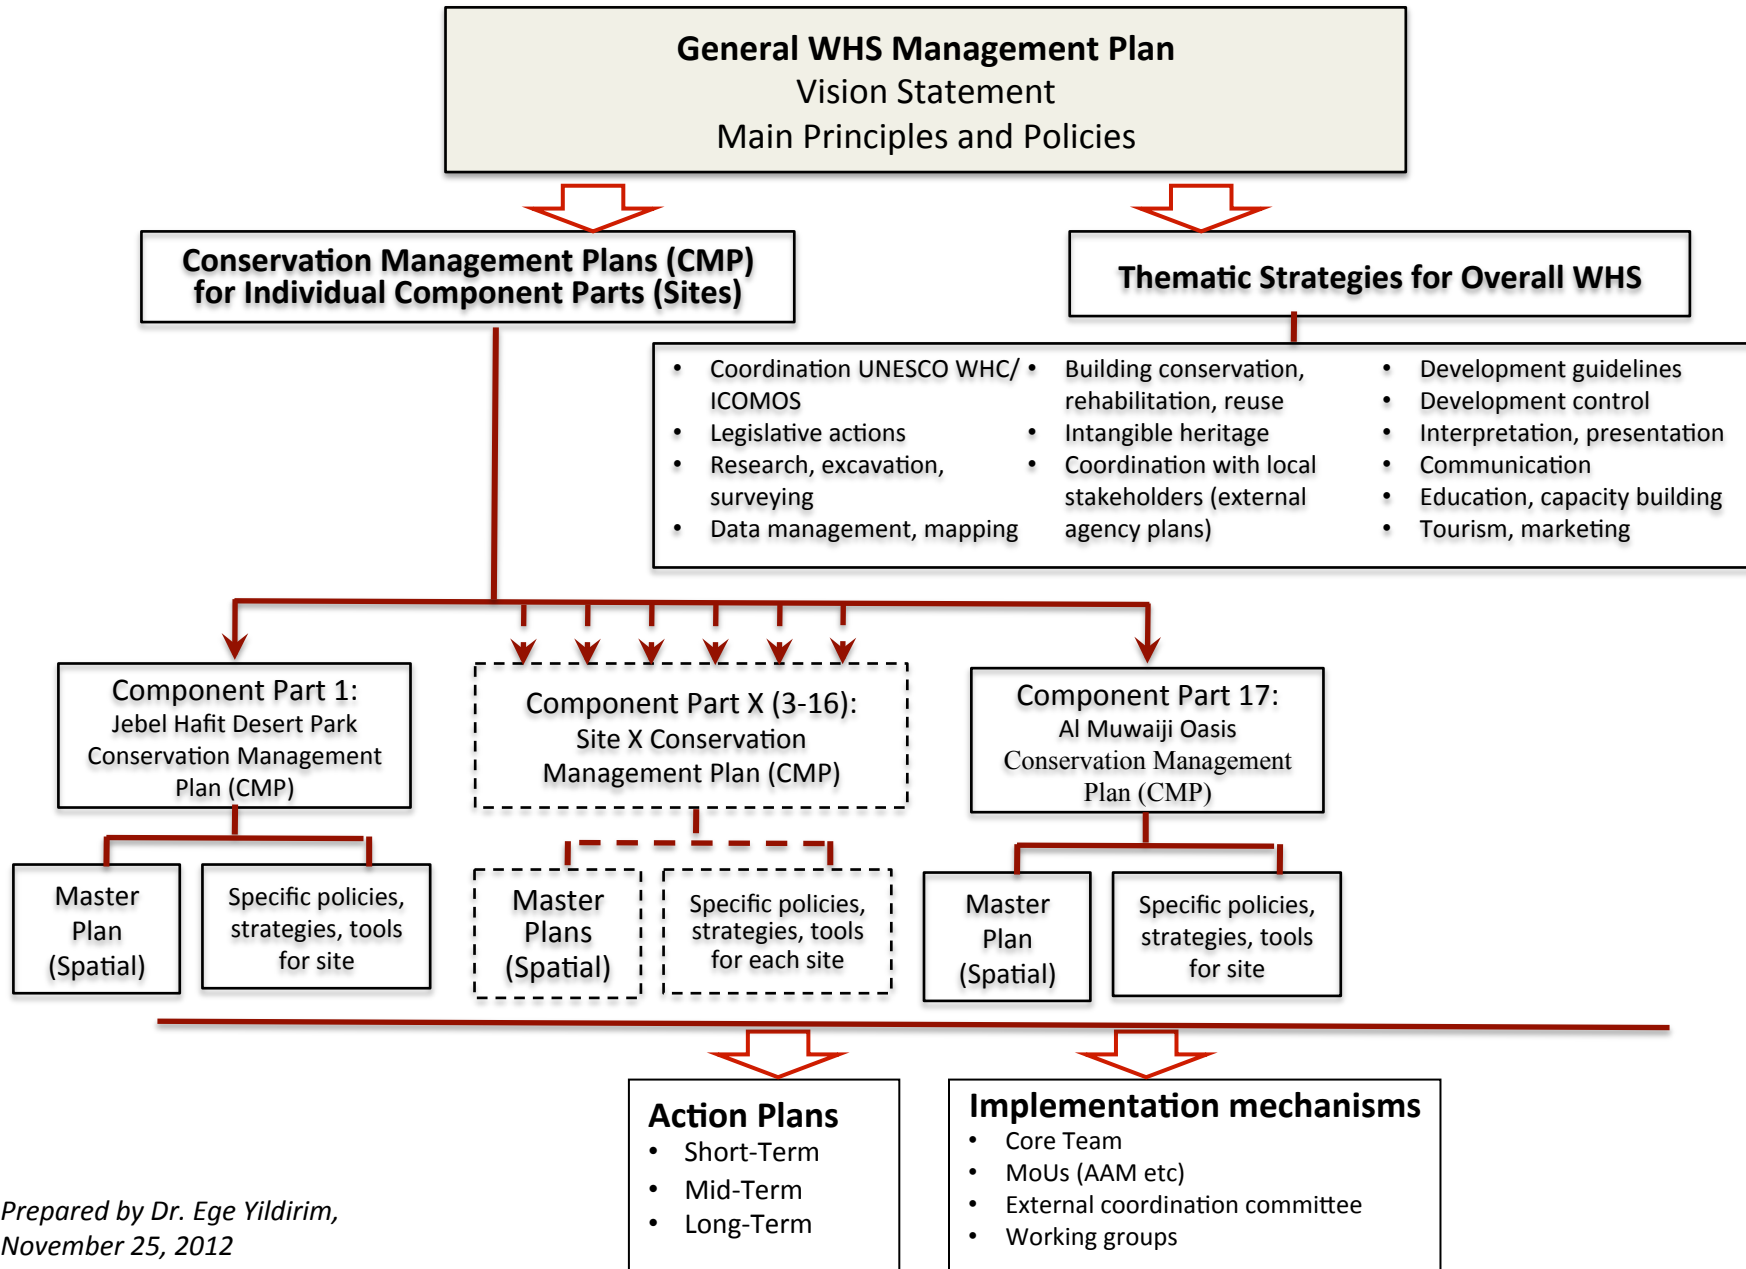 General WHS Management Plan
Vision Statement
Main Principles and Policies
Conservation Management Plans (CMP)
for Individual Component Parts (Sites)
Thematic Strategies for Overall WHS
• Coordination UNESCO WHC/
ICOMOS
• Legislative actions
• Research, excavation,
surveying
• Data management, mapping
• Building conservation,
rehabilitation, reuse
• Intangible heritage
• Coordination with local
stakeholders (external
agency plans)
• Development guidelines
• Development control
• Interpretation, presentation
• Communication
• Education, capacity building
• Tourism, marketing
Component Part 1:
Jebel Hafit Desert Park
Conservation Management
Plan (CMP)
Component Part X (3-16):
Site X Conservation
Management Plan (CMP)
Component Part 17:
Al Muwaiji Oasis
Conservation Management
Plan (CMP)
Master
Plan
(Spatial)
Specific policies,
strategies, tools
for site
Master
Plans
(Spatial)
Specific policies,
strategies, tools
for each site
Master
Plan
(Spatial)
Specific policies,
strategies, tools
for site
Action Plans
• Short-Term
• Mid-Term
• Long-Term
Implementation mechanisms
• Core Team
• MoUs (AAM etc)
• External coordination committee
• Working groups
Prepared by Dr. Ege Yildirim,
November 25, 2012